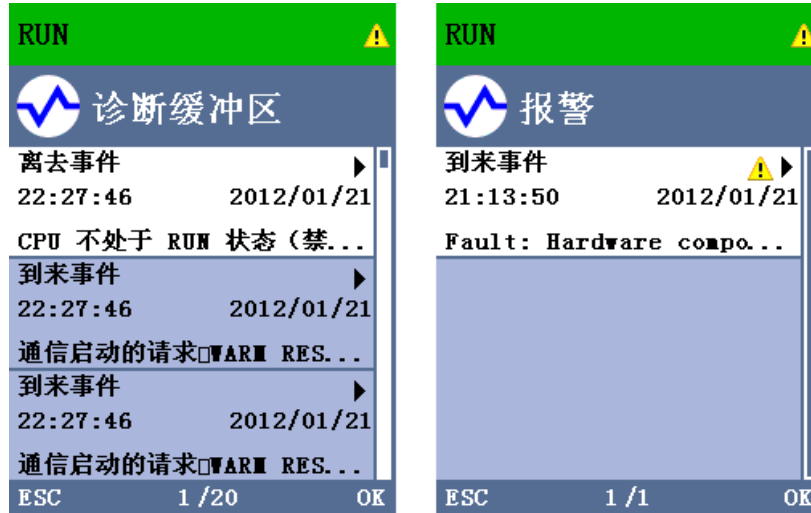 RUN
诊断缓冲区
离去事件
22:27:46 2012/01/21
CPU 不处于 RUN 状态（禁...
到来事件
22:27:46 2012/01/21
通信启动的请求□WARM RES...
到来事件
22:27:46 2012/01/21
通信启动的请求□WARM RES...
ESC 1/20 OK
RUN
报警
到来事件
21:13:50 2012/01/21
Fault: Hardware compo...
ESC 1/1 OK